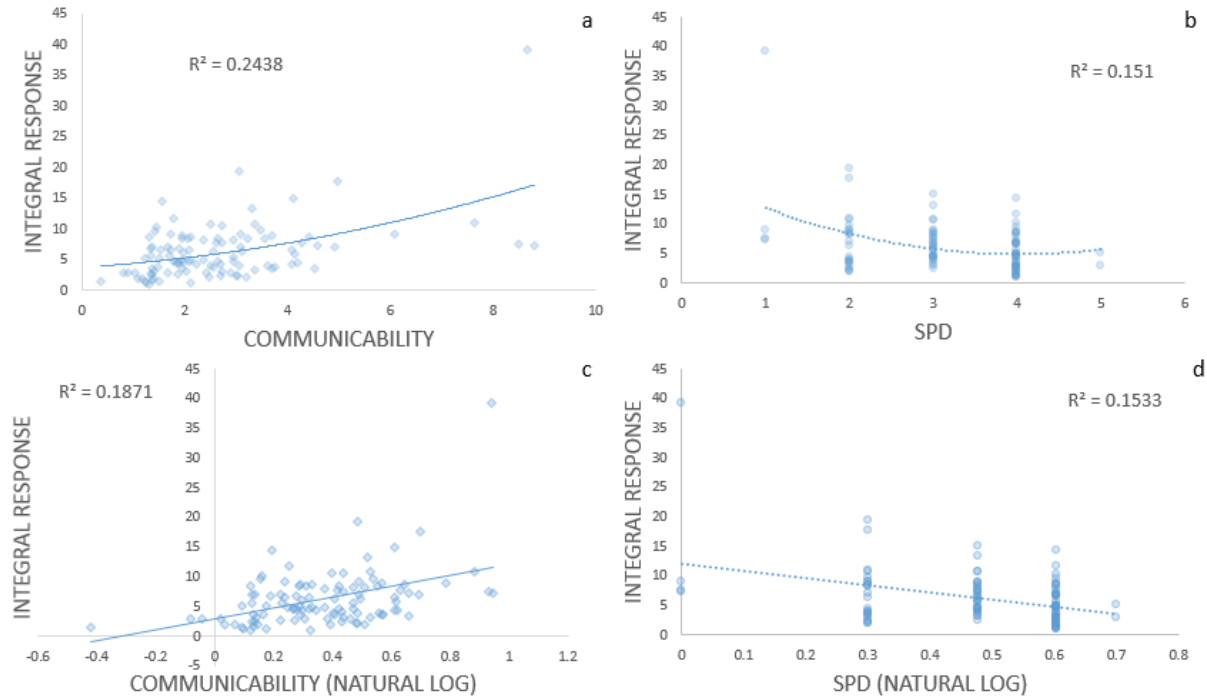 a
R² = 0.2438
INTEGRAL RESPONSE
45
40
35
30
25
20
15
10
5
0
0 2 4 6 8 10
COMMUNICABILITY
b
R² = 0.151
INTEGRAL RESPONSE
45
40
35
30
25
20
15
10
5
0
0 1 2 3 4 5 6
SPD
c
R² = 0.1871
INTEGRAL RESPONSE
45
40
35
30
25
20
15
10
5
0
-5
-0.6 -0.4 -0.2 0 0.2 0.4 0.6 0.8 1 1.2
COMMUNICABILITY (NATURAL LOG)
d
R² = 0.1533
INTEGRAL RESPONSE
45
40
35
30
25
20
15
10
5
0
0 0.1 0.2 0.3 0.4 0.5 0.6 0.7 0.8
SPD (NATURAL LOG)